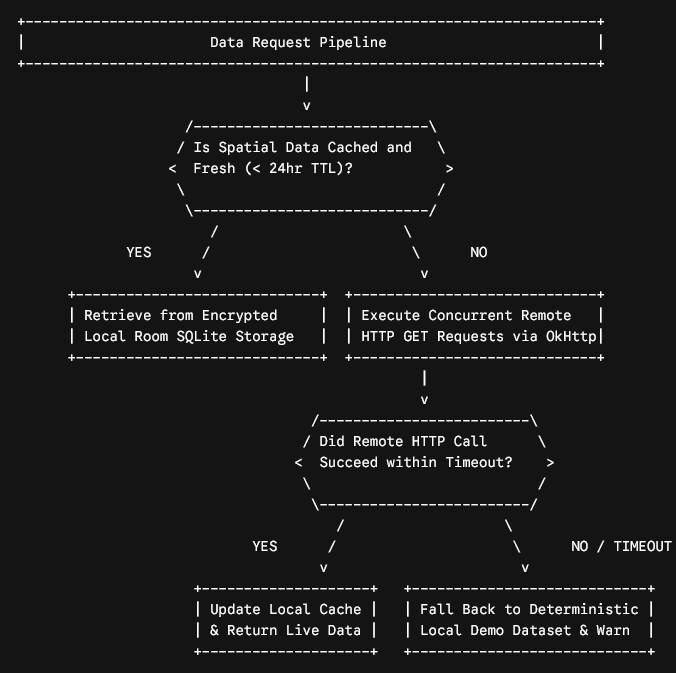 Data Request Pipeline
Is Spatial Data Cached and
Fresh (< 24hr TTL)?
YES
NO
Retrieve from Encrypted
Local Room SQLite Storage
Execute Concurrent Remote
HTTP GET Requests via OkHttp
Did Remote HTTP Call
Succeed within Timeout?
YES
NO / TIMEOUT
Update Local Cache
& Return Live Data
Fall Back to Deterministic
Local Demo Dataset & Warn